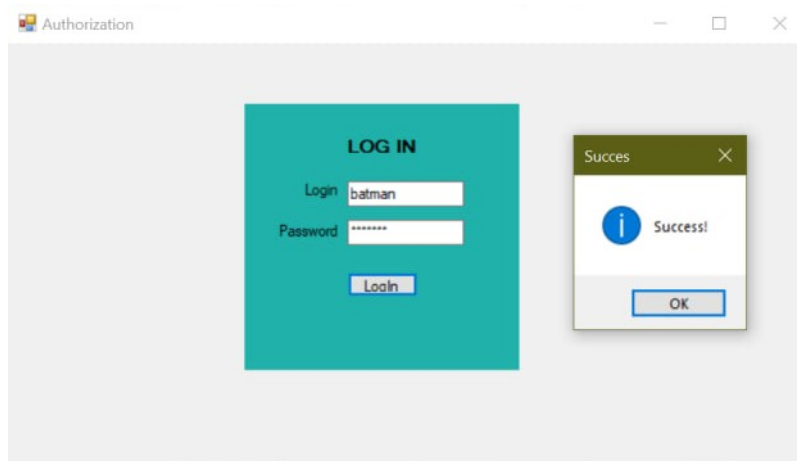 Authorization
LOG IN
Login batman
Password *******
LogIn
Succes
Success!
OK